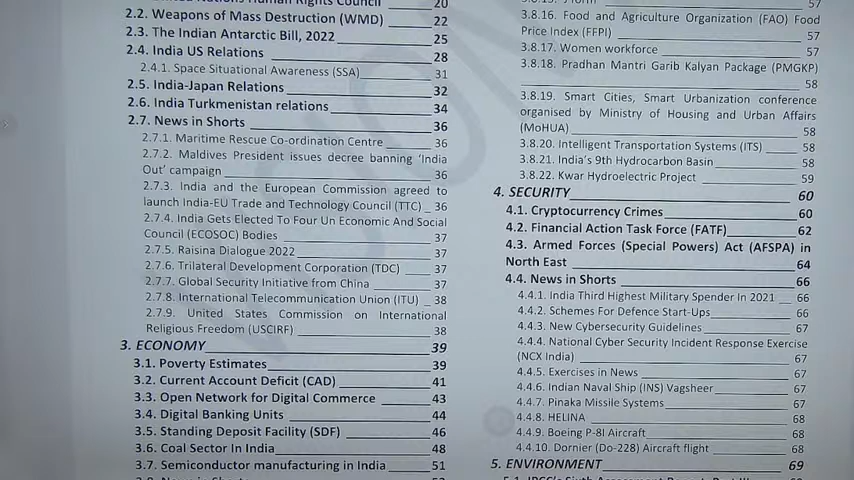 Human Rights Council 20
2.2. Weapons of Mass Destruction (WMD) 22
2.3. The Indian Antarctic Bill, 2022 25
2.4. India US Relations 28
2.4.1. Space Situational Awareness (SSA) 31
2.5. India-Japan Relations 32
2.6. India Turkmenistan relations 34
2.7. News in Shorts 36
2.7.1. Maritime Rescue Co-ordination Centre 36
2.7.2. Maldives President issues decree banning ‘India
Out’ campaign 36
2.7.3. India and the European Commission agreed to
launch India-EU Trade and Technology Council (TTC) 36
2.7.4. India Gets Elected To Four Un Economic And Social
Council (ECOSOC) Bodies 37
2.7.5. Raisina Dialogue 2022 37
2.7.6. Trilateral Development Corporation (TDC) 37
2.7.7. Global Security Initiative from China 37
2.7.8. International Telecommunication Union (ITU) 38
2.7.9. United States Commission on International
Religious Freedom (USCIRF) 38
3. ECONOMY 39
3.1. Poverty Estimates 39
3.2. Current Account Deficit (CAD) 41
3.3. Open Network for Digital Commerce 43
3.4. Digital Banking Units 44
3.5. Standing Deposit Facility (SDF) 46
3.6. Coal Sector In India 48
3.7. Semiconductor manufacturing in India 51
57
3.8.16. Food and Agriculture Organization (FAO) Food
Price Index (FFPI) 57
3.8.17. Women workforce 57
3.8.18. Pradhan Mantri Garib Kalyan Package (PMGKP)
58
3.8.19. Smart Cities, Smart Urbanization conference
organised by Ministry of Housing and Urban Affairs
(MoHUA) 58
3.8.20. Intelligent Transportation Systems (ITS) 58
3.8.21. India’s 9th Hydrocarbon Basin 58
3.8.22. Kwar Hydroelectric Project 59
4. SECURITY 60
4.1. Cryptocurrency Crimes 60
4.2. Financial Action Task Force (FATF) 62
4.3. Armed Forces (Special Powers) Act (AFSPA) in
North East 64
4.4. News in Shorts 66
4.4.1. India Third Highest Military Spender In 2021 66
4.4.2. Schemes For Defence Start-Ups 66
4.4.3. New Cybersecurity Guidelines 67
4.4.4. National Cyber Security Incident Response Exercise
(NCX India) 67
4.4.5. Exercises in News 67
4.4.6. Indian Naval Ship (INS) Vagsheer 67
4.4.7. Pinaka Missile Systems 67
4.4.8. HELINA 68
4.4.9. Boeing P-8I Aircraft 68
4.4.10. Dornier (Do-228) Aircraft flight 68
5. ENVIRONMENT 69